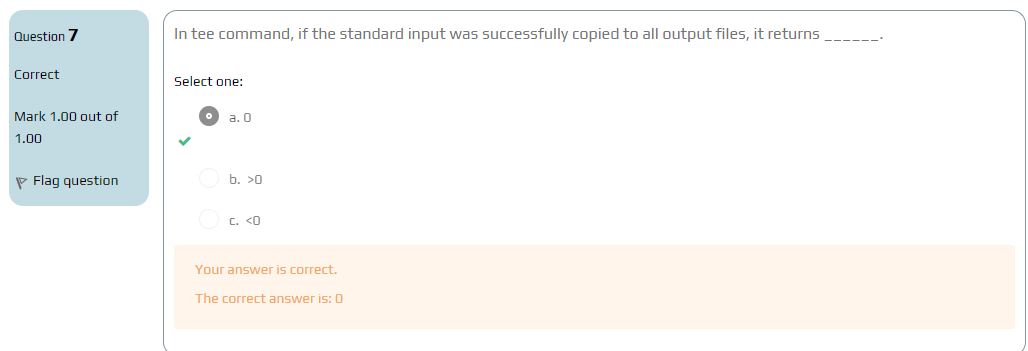 Question 7
Correct
Mark 1.00 out of
1.00
Flag question
In tee command, if the standard input was successfully copied to all output files, it returns ______.
Select one:
a. 0
b. >0
c. <0
Your answer is correct.
The correct answer is: 0